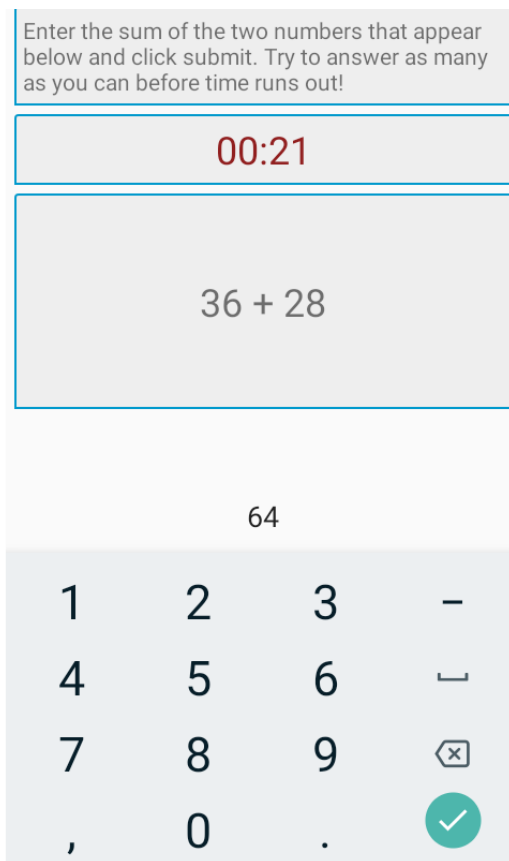 Enter the sum of the two numbers that appear
below and click submit. Try to answer as many
as you can before time runs out!
00:21
36 + 28
64
1 2 3 −
4 5 6
7 8 9
, 0 .